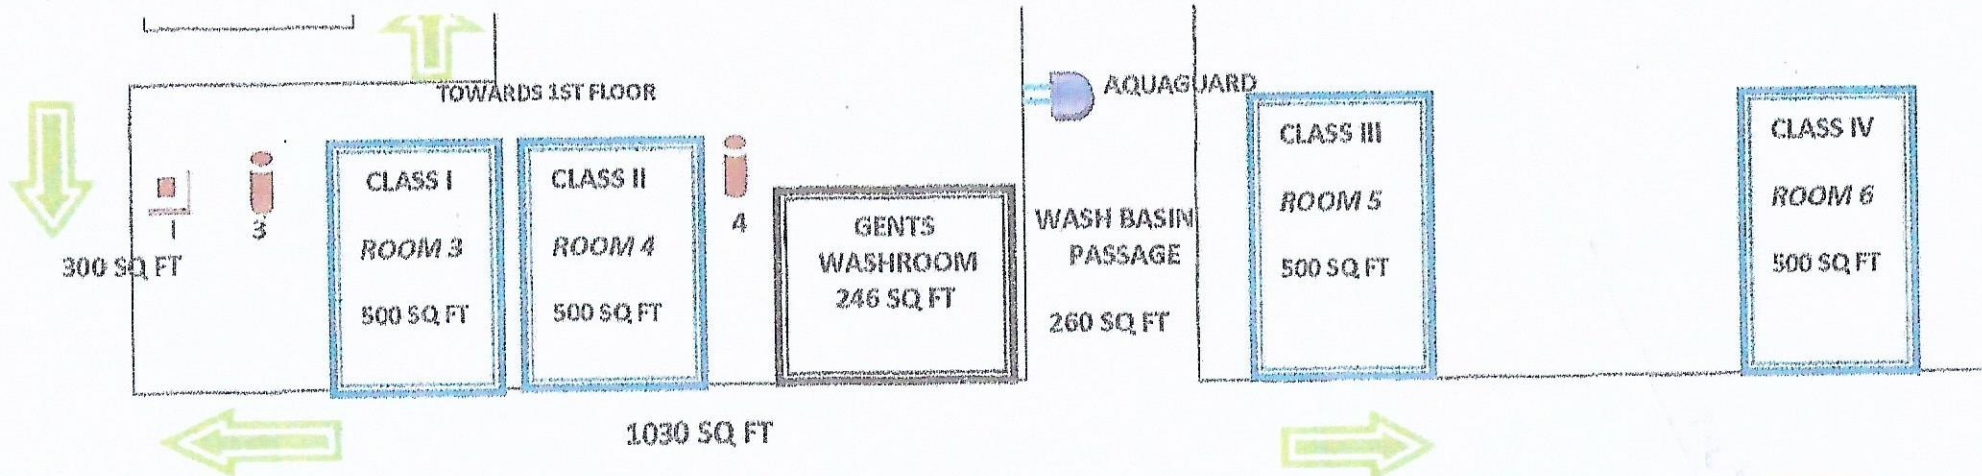 TOWARDS 1ST FLOOR
AQUAGUARD
1
3
300 SQ FT
CLASS I
ROOM 3
500 SQ FT
CLASS II
ROOM 4
500 SQ FT
4
GENTS
WASHROOM
246 SQ FT
WASH BASIN
PASSAGE
260 SQ FT
CLASS III
ROOM 5
500 SQ FT
CLASS IV
ROOM 6
500 SQ FT
1030 SQ FT